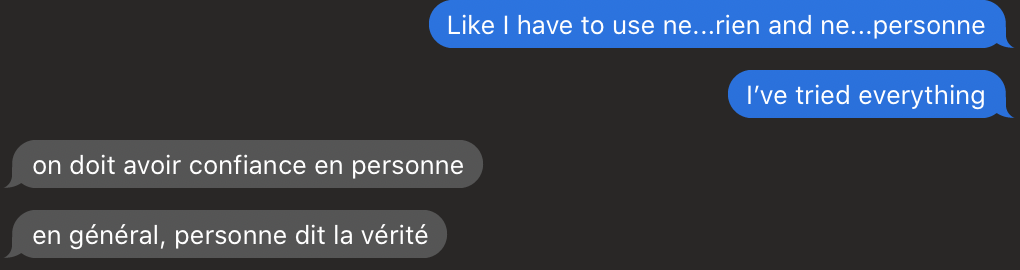 Like I have to use ne...rien and ne...personne
I’ve tried everything
on doit avoir confiance en personne
en général, personne dit la vérité